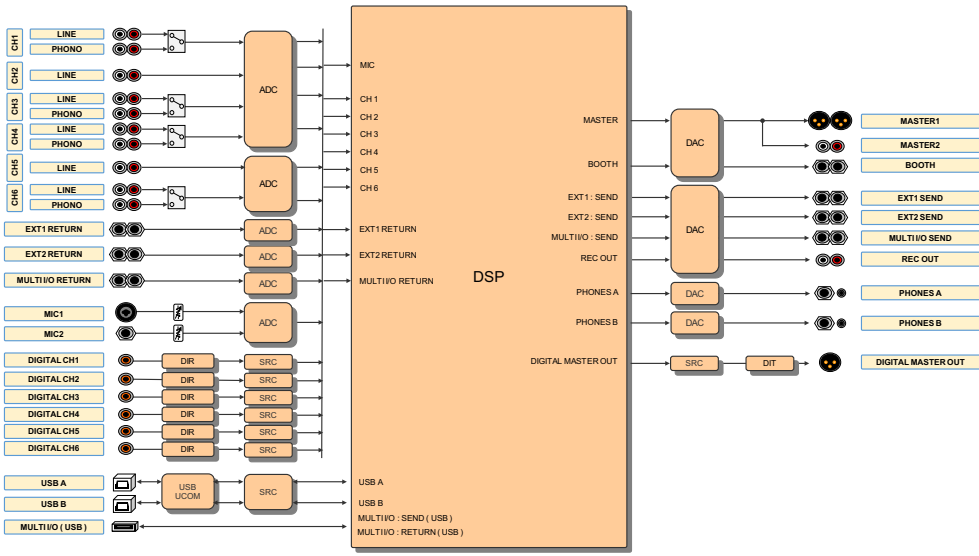 CH1
LINE
PHONO
CH2
LINE
CH3
LINE
PHONO
CH4
LINE
PHONO
CH5
LINE
CH6
LINE
PHONO
EXT1 RETURN
EXT2 RETURN
MULTI I/O RETURN
MIC1
MIC2
DIGITAL CH1
DIGITAL CH2
DIGITAL CH3
DIGITAL CH4
DIGITAL CH5
DIGITAL CH6
USB A
USB B
MULTI I/O ( USB )
ADC
ADC
ADC
ADC
ADC
ADC
DIR
SRC
DIR
SRC
DIR
SRC
DIR
SRC
DIR
SRC
DIR
SRC
USB
UCOM
SRC
MIC
CH 1
CH 2
CH 3
CH 4
CH 5
CH 6
EXT1 RETURN
EXT2 RETURN
MULTI I/O RETURN
USB A
USB B
MULTI I/O : SEND ( USB )
MULTI I/O : RETURN ( USB )
DSP
MASTER
BOOTH
EXT1 : SEND
EXT2 : SEND
MULTI I/O : SEND
REC OUT
PHONES A
PHONES B
DIGITAL MASTER OUT
DAC
DAC
DAC
DAC
SRC
DIT
MASTER1
MASTER2
BOOTH
EXT1 SEND
EXT2 SEND
MULTI I/O SEND
REC OUT
PHONES A
PHONES B
DIGITAL MASTER OUT